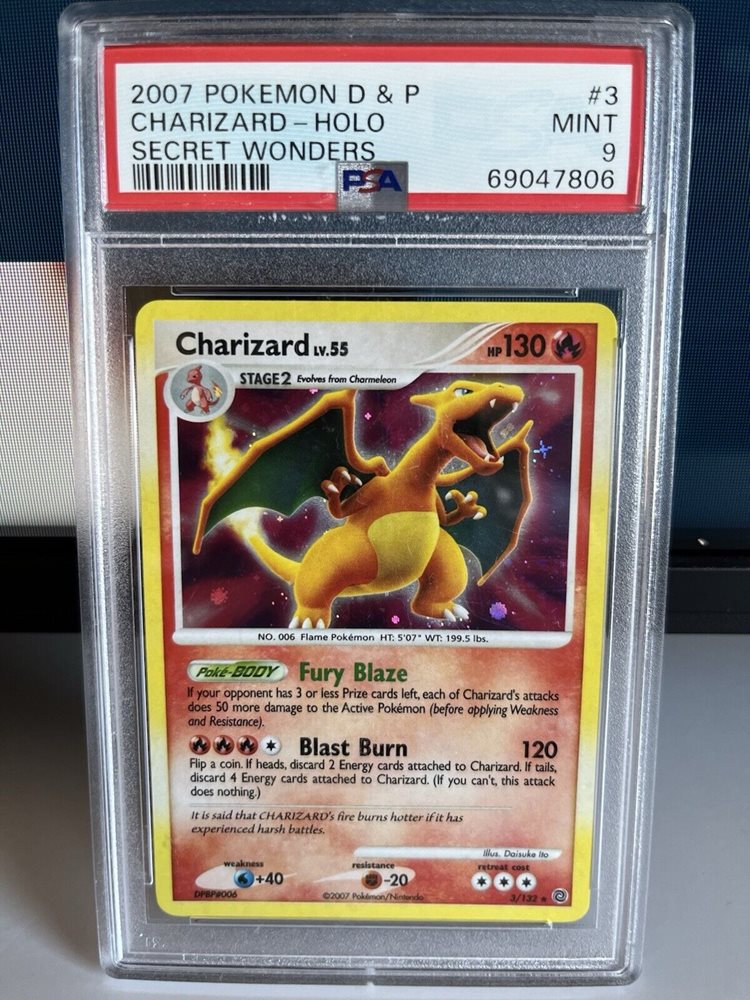 2007 POKEMON D & P #3
CHARIZARD - HOLO MINT
SECRET WONDERS 9
PSA 69047806
Charizard LV.55 HP 130
STAGE2 Evolves from Charmeleon
NO. 006 Flame Pokémon HT: 5'07" WT: 199.5 lbs.
Poké-BODY Fury Blaze
If your opponent has 3 or less Prize cards left, each of Charizard's attacks
does 50 more damage to the Active Pokémon (before applying Weakness
and Resistance).
Blast Burn 120
Flip a coin. If heads, discard 2 Energy cards attached to Charizard. If tails,
discard 4 Energy cards attached to Charizard. (If you can't, this attack
does nothing.)
It is said that CHARIZARD's fire burns hotter if it has
experienced harsh battles.
Illus. Daisuke Ito
weakness resistance retreat cost
+40 -20
DPBP#006 ©2007 Pokémon/Nintendo 3/132 ★